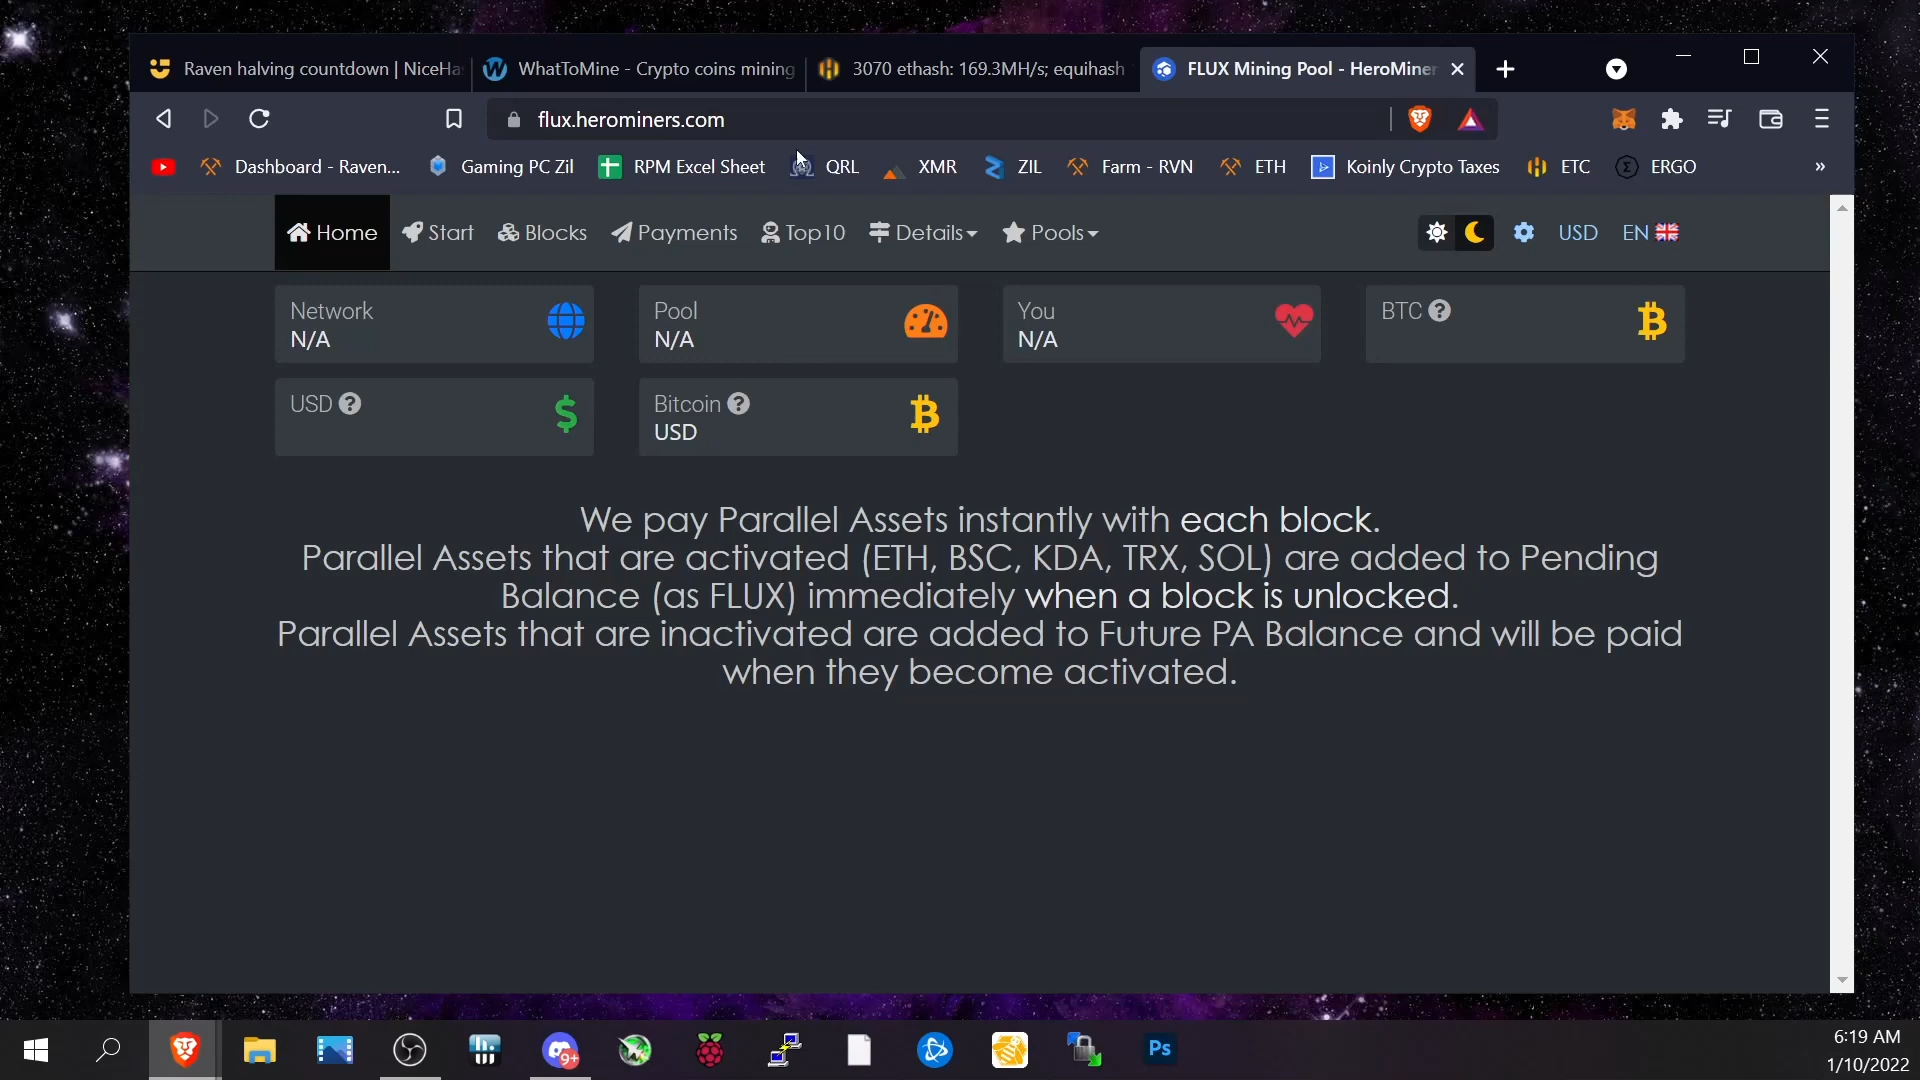 Raven halving countdown | NiceHa
WhatToMine - Crypto coins mining
3070 ethash: 169.3MH/s; equihash
FLUX Mining Pool - HeroMiner
flux.herominers.com
Dashboard - Raven...
Gaming PC Zil
RPM Excel Sheet
QRL
XMR
ZIL
Farm - RVN
ETH
Koinly Crypto Taxes
ETC
ERGO
»
Home
Start
Blocks
Payments
Top10
Details
Pools
USD
EN
Network
N/A
Pool
N/A
You
N/A
BTC
USD
Bitcoin
USD
We pay Parallel Assets instantly with each block.
Parallel Assets that are activated (ETH, BSC, KDA, TRX, SOL) are added to Pending
Balance (as FLUX) immediately when a block is unlocked.
Parallel Assets that are inactivated are added to Future PA Balance and will be paid
when they become activated.
9+
Ps
6:19 AM
1/10/2022